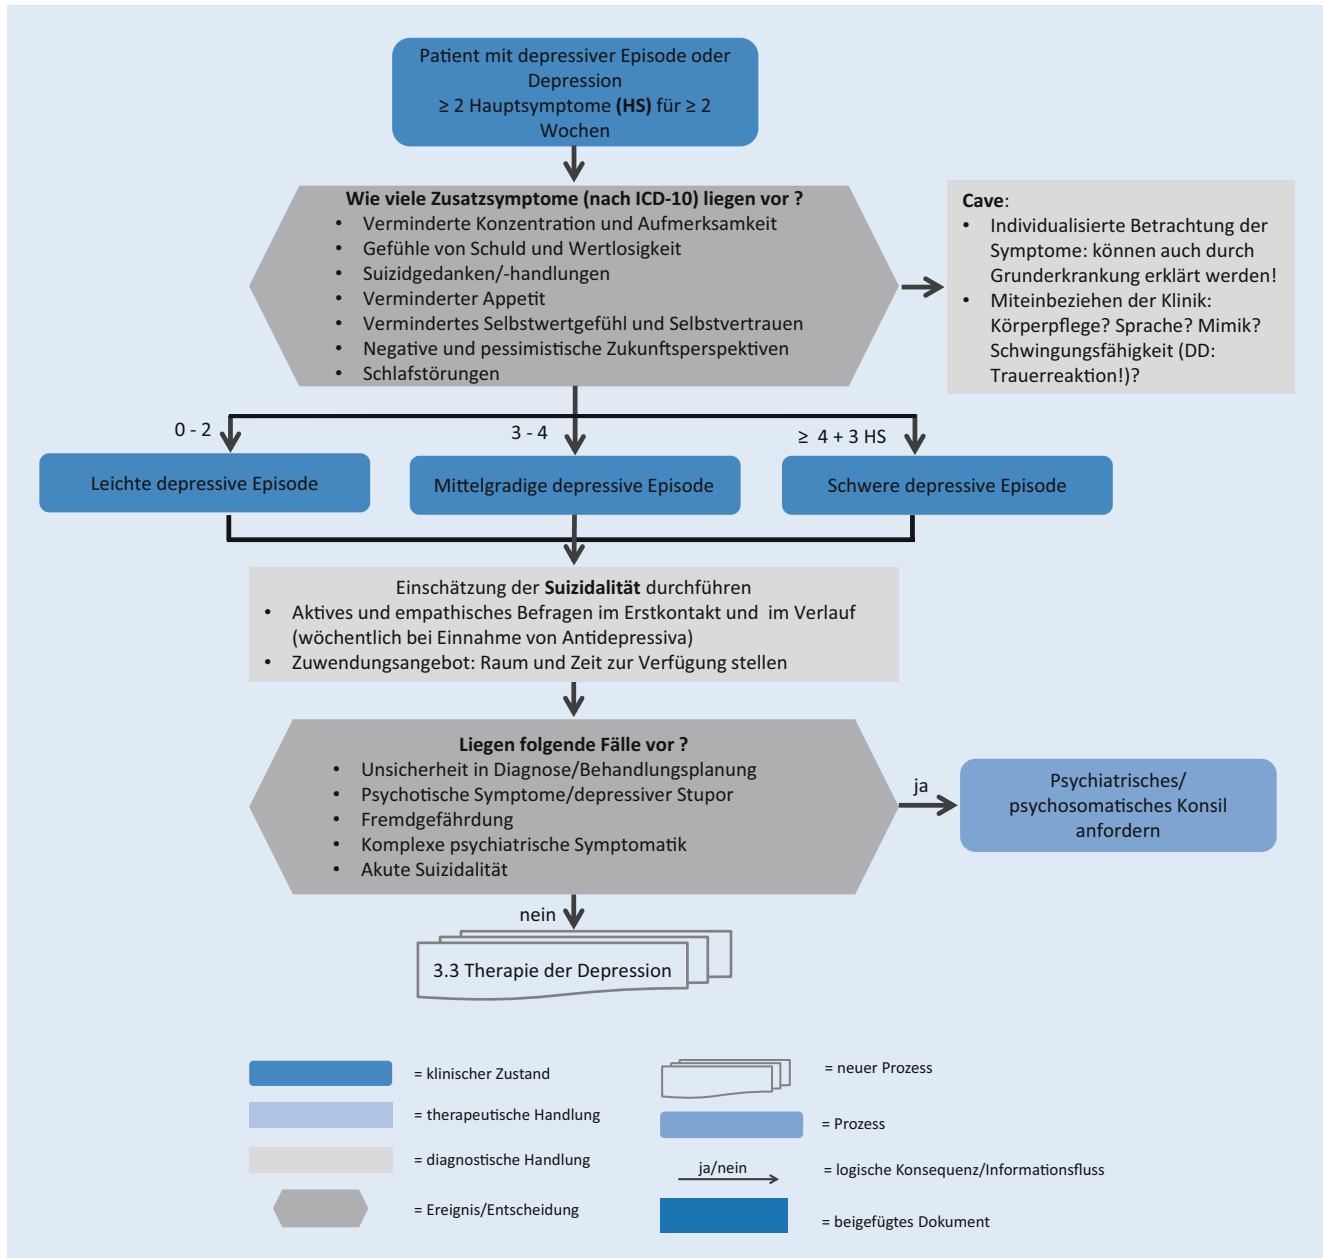 Patient mit depressiver Episode oder
Depression
≥ 2 Hauptsymptome (HS) für ≥ 2
Wochen
Wie viele Zusatzsymptome (nach ICD-10) liegen vor ?
• Verminderte Konzentration und Aufmerksamkeit
• Gefühle von Schuld und Wertlosigkeit
• Suizidgedanken/-handlungen
• Verminderter Appetit
• Vermindertes Selbstwertgefühl und Selbstvertrauen
• Negative und pessimistische Zukunftsperspektiven
• Schlafstörungen
Cave:
• Individualisierte Betrachtung der
Symptome: können auch durch
Grunderkrankung erklärt werden!
• Miteinbeziehen der Klinik:
Körperpflege? Sprache? Mimik?
Schwingungsfähigkeit (DD:
Trauerreaktion!)?
0 - 2
3 - 4
≥ 4 + 3 HS
Leichte depressive Episode
Mittelgradige depressive Episode
Schwere depressive Episode
Einschätzung der Suizidalität durchführen
• Aktives und empathisches Befragen im Erstkontakt und im Verlauf
(wöchentlich bei Einnahme von Antidepressiva)
• Zuwendungsangebot: Raum und Zeit zur Verfügung stellen
Liegen folgende Fälle vor ?
• Unsicherheit in Diagnose/Behandlungsplanung
• Psychotische Symptome/depressiver Stupor
• Fremdgefährdung
• Komplexe psychiatrische Symptomatik
• Akute Suizidalität
ja
Psychiatrisches/
psychosomatisches Konsil
anfordern
nein
3.3 Therapie der Depression
= klinischer Zustand
= therapeutische Handlung
= diagnostische Handlung
= Ereignis/Entscheidung
= neuer Prozess
= Prozess
ja/nein
= logische Konsequenz/Informationsfluss
= beigefügtes Dokument